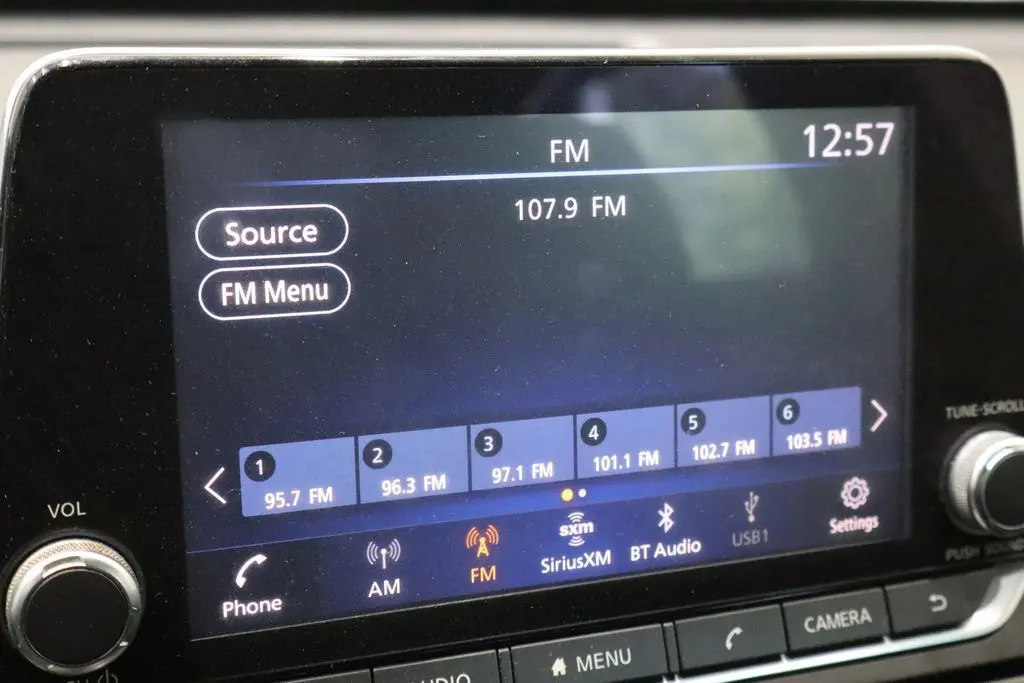 FM
12:57
107.9 FM
Source
FM Menu
1
95.7 FM
2
96.3 FM
3
97.1 FM
4
101.1 FM
5
102.7 FM
6
103.5 FM
Phone
AM
FM
sxm
SiriusXM
BT Audio
USB1
Settings
VOL
TUNE·SCROLL
PUSH
MENU
CAMERA